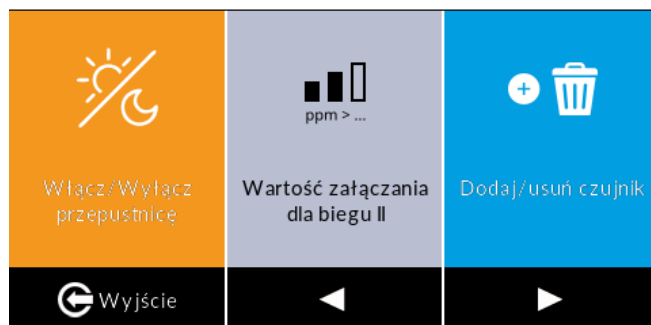 ppm > ...
Włącz/Wyłącz
przepustnicę
Wartość załączania
dla biegu II
Dodaj/usuń czujnik
Wyjście